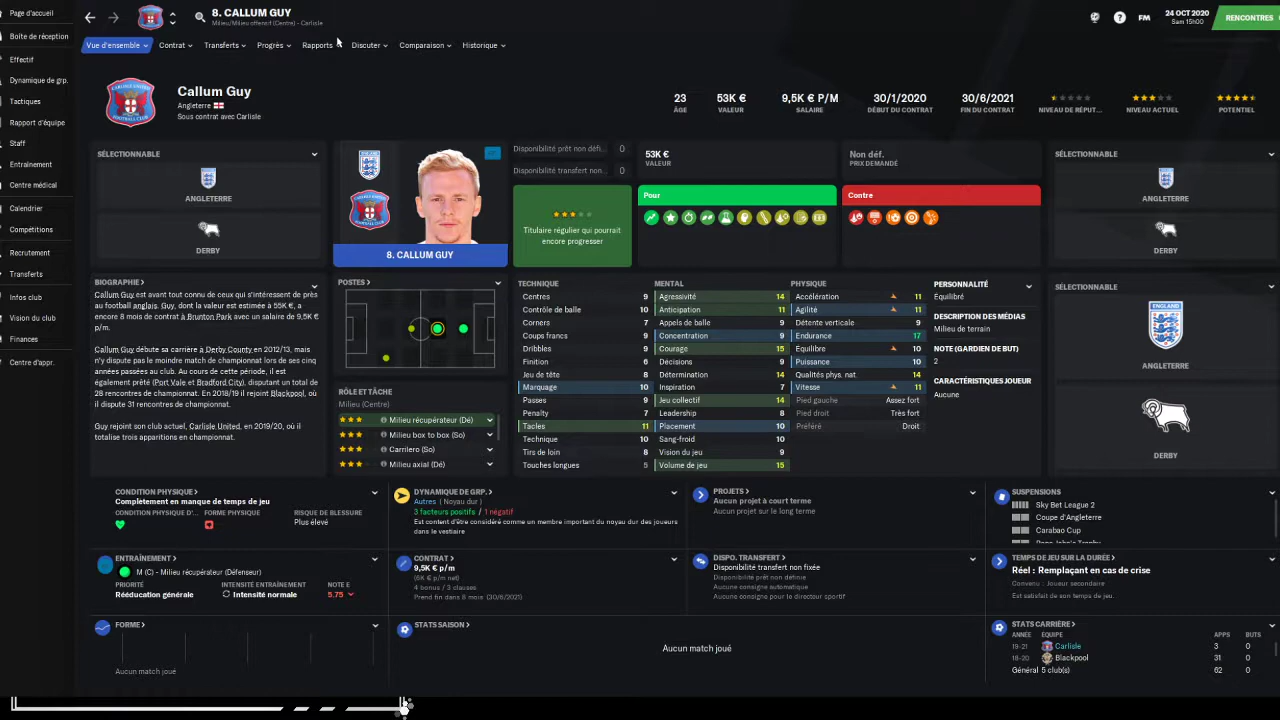 Page d'accueil
Boîte de réception
Effectif
Dynamique de grp.
Tactiques
Rapport d'équipe
Staff
Entraînement
Centre médical
Calendrier
Compétitions
Recrutement
Transferts
Infos club
Vision du club
Finances
Centre d'appr.
8. CALLUM GUY
Milieu/Milieu offensif (Centre) - Carlisle
FM
24 OCT 2020
Sam 15h00
RENCONTRES
Vue d'ensemble
Contrat
Transferts
Progrès
Rapports
Discuter
Comparaison
Historique
Callum Guy
Angleterre
Sous contrat avec Carlisle
23
ÂGE
53K €
VALEUR
9,5K € P/M
SALAIRE
30/1/2020
DÉBUT DU CONTRAT
30/6/2021
FIN DU CONTRAT
NIVEAU DE RÉPUT...
NIVEAU ACTUEL
POTENTIEL
SÉLECTIONNABLE
ANGLETERRE
DERBY
8. CALLUM GUY
Disponibilité prêt non défi... 0
Disponibilité transfert non... 0
Titulaire régulier qui pourrait
encore progresser
53K €
VALEUR
Non déf.
PRIX DEMANDÉ
Pour
Contre
SÉLECTIONNABLE
ANGLETERRE
DERBY
BIOGRAPHIE
Callum Guy est avant tout connu de ceux qui s'intéressent de près
au football anglais. Guy, dont la valeur est estimée à 55K €,
a encore 8 mois de contrat à Brunton Park avec un salaire de 9,5K €
p/m.
Callum Guy débute sa carrière à Derby County en 2012/13, mais
n'y dispute pas le moindre match de championnat lors de ses cinq
années passées au club. Au cours de cette période, il est
également prêté (Port Vale et Bradford City), disputant un total de
28 rencontres de championnat. En 2018/19 il rejoint Blackpool, où
il dispute 31 rencontres de championnat.
Guy rejoint son club actuel, Carlisle United, en 2019/20, où il
totalise trois apparitions en championnat.
POSTES
RÔLE ET TÂCHE
Milieu (Centre)
Milieu récupérateur (Dé)
Milieu box to box (So)
Carrilero (So)
Milieu axial (Dé)
TECHNIQUE
Centres 9
Contrôle de balle 10
Corners 7
Coups francs 9
Dribbles 9
Finition 6
Jeu de tête 8
Marquage 10
Passes 9
Penalty 7
Tacles 11
Technique 10
Tirs de loin 8
Touches longues 5
MENTAL
Agressivité 14
Anticipation 11
Appels de balle 9
Concentration 9
Courage 15
Décisions 9
Détermination 14
Inspiration 7
Jeu collectif 14
Leadership 8
Placement 10
Sang-froid 10
Vision du jeu 9
Volume de jeu 15
PHYSIQUE
Accélération 11
Agilité 11
Détente verticale 9
Endurance 17
Équilibre 10
Puissance 10
Qualités phys. nat. 14
Vitesse 11
Pied gauche Assez fort
Pied droit Très fort
Préféré Droit
PERSONNALITÉ
Équilibré
DESCRIPTION DES MÉDIAS
Milieu de terrain
NOTE (GARDIEN DE BUT)
2
CARACTÉRISTIQUES JOUEUR
Aucune
SÉLECTIONNABLE
ANGLETERRE
DERBY
CONDITION PHYSIQUE
Complètement en manque de temps de jeu
CONDITION PHYSIQUE D'...
FORME PHYSIQUE
RISQUE DE BLESSURE
Plus élevé
DYNAMIQUE DE GRP.
Autres ( Noyau dur )
3 facteurs positifs / 1 négatif
Est content d'être considéré comme un membre important du noyau dur des joueurs
dans le vestiaire
PROJETS
Aucun projet à court terme
Aucun projet sur le long terme
SUSPENSIONS
Sky Bet League 2
Coupe d'Angleterre
Carabao Cup
Papa John's Trophy
ENTRAÎNEMENT
M (C) - Milieu récupérateur (Défenseur)
PRIORITÉ
Rééducation générale
INTENSITÉ ENTRAÎNEMENT
Intensité normale
NOTE E
5.75
CONTRAT
9,5K € p/m
(6K € p/m net)
4 bonus / 3 clauses
Prend fin dans 8 mois (30/6/2021)
DISPO. TRANSFERT
Disponibilité transfert non fixée
Disponibilité prêt non définie
Aucune consigne automatique
Aucune consigne pour le directeur sportif
TEMPS DE JEU SUR LA DURÉE
Réel : Remplaçant en cas de crise
Convenu : Joueur secondaire
Est satisfait de son temps de jeu.
FORME
Aucun match joué
STATS SAISON
Aucun match joué
STATS CARRIÈRE
ANNÉE ÉQUIPE APPS BUTS
19-21 Carlisle 3 0
18-20 Blackpool 31 0
Général 5 club(s) 62 0